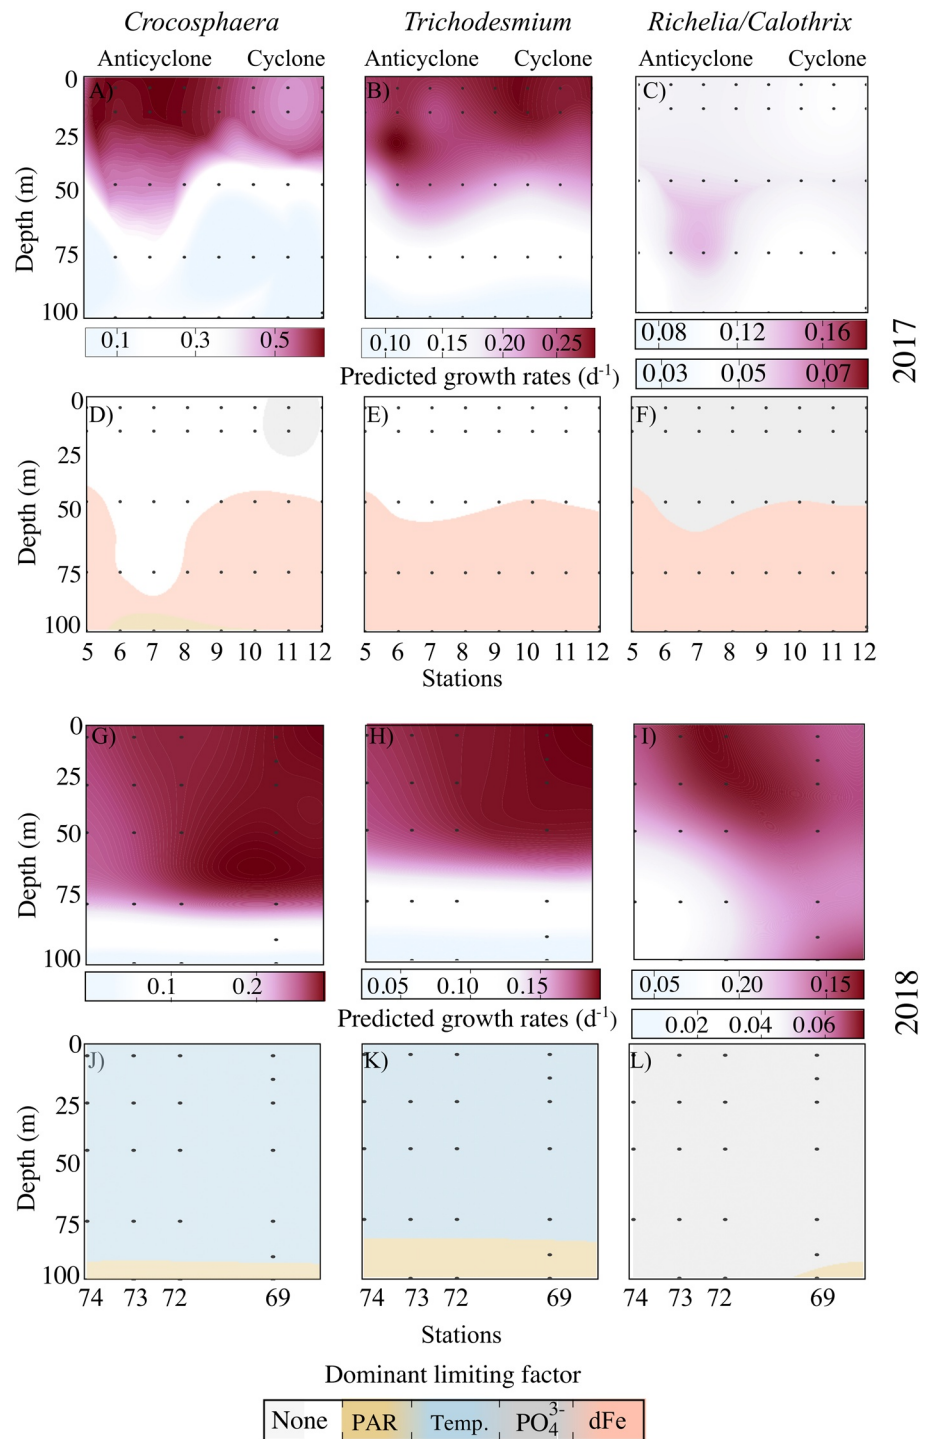 Crocosphaera Trichodesmium Richelia/Calothrix
Anticyclone Cyclone Anticyclone Cyclone Anticyclone Cyclone
A) B) C)
0
25
50
75
100
Depth (m)
0.1 0.3 0.5
0.10 0.15 0.20 0.25
0.08 0.12 0.16
Predicted growth rates (d-1)
0.03 0.05 0.07
2017
D) E) F)
0
25
50
75
100
Depth (m)
5 6 7 8 9 10 11 12
5 6 7 8 9 10 11 12
5 6 7 8 9 10 11 12
Stations
G) H) I)
0
25
50
75
100
Depth (m)
0.1 0.2
0.05 0.10 0.15
0.05 0.20 0.15
Predicted growth rates (d-1)
0.02 0.04 0.06
2018
J) K) L)
0
25
50
75
100
Depth (m)
74 73 72 69
74 73 72 69
74 73 72 69
Stations
Dominant limiting factor
None PAR Temp. PO4 3- dFe